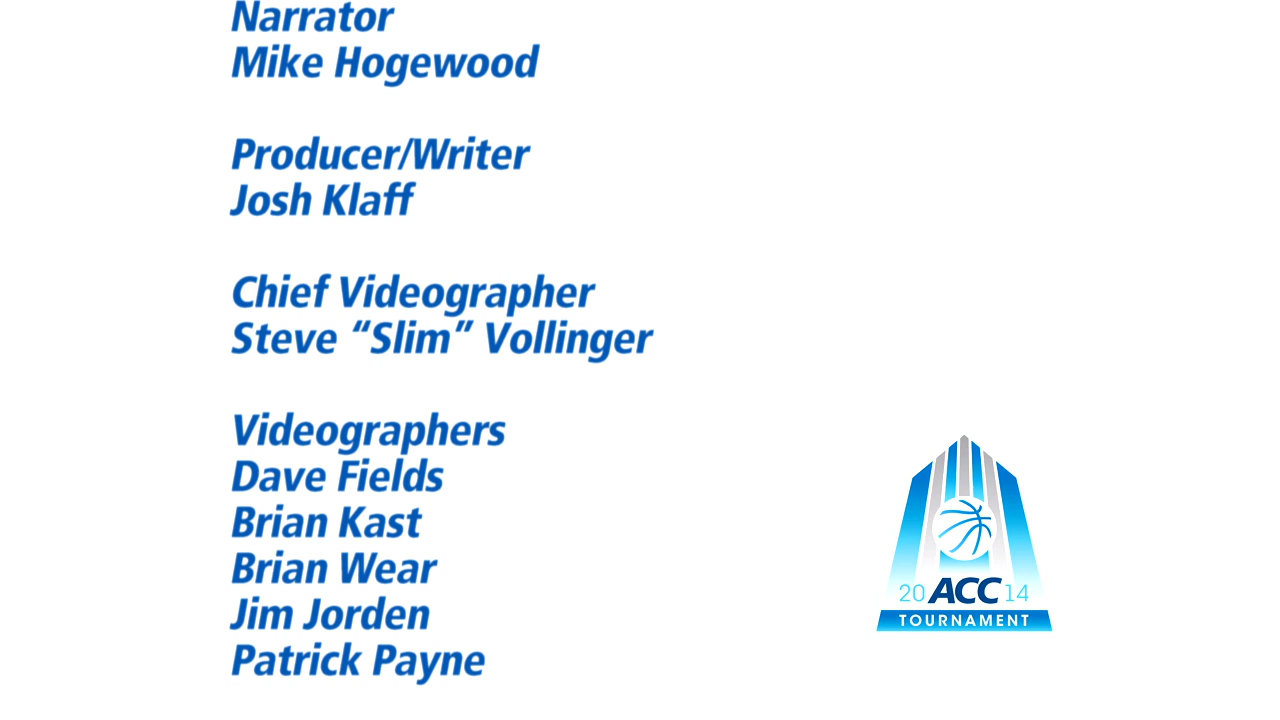 Narrator
Mike Hogewood
Producer/Writer
Josh Klaff
Chief Videographer
Steve “Slim” Vollinger
Videographers
Dave Fields
Brian Kast
Brian Wear
Jim Jorden
Patrick Payne
20 ACC 14
TOURNAMENT